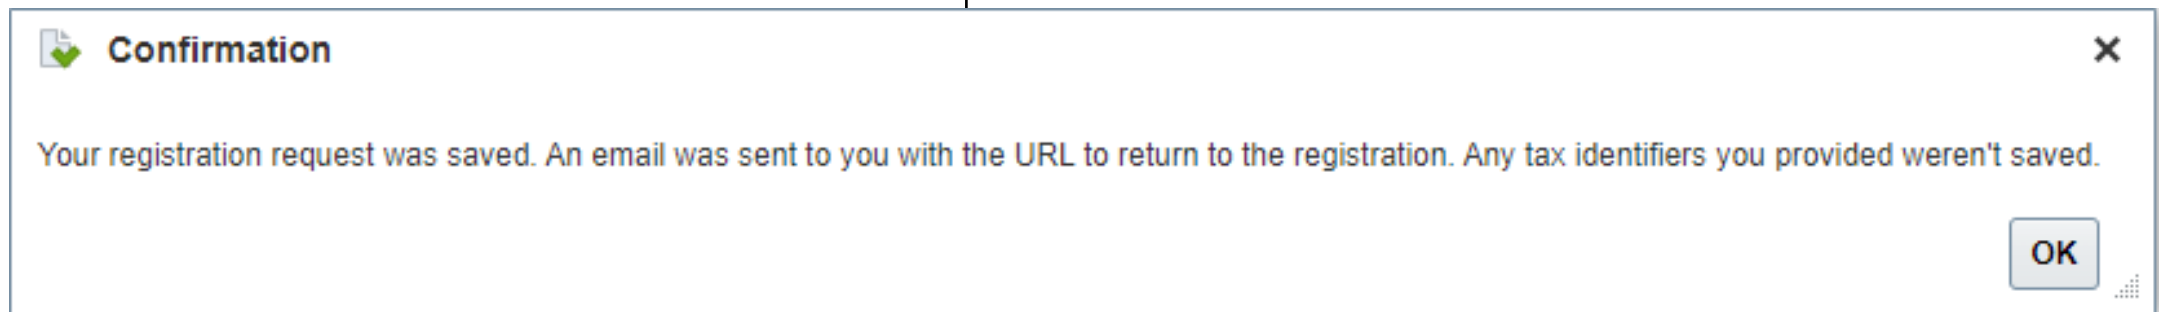 Confirmation
Your registration request was saved. An email was sent to you with the URL to return to the registration. Any tax identifiers you provided weren't saved.
OK